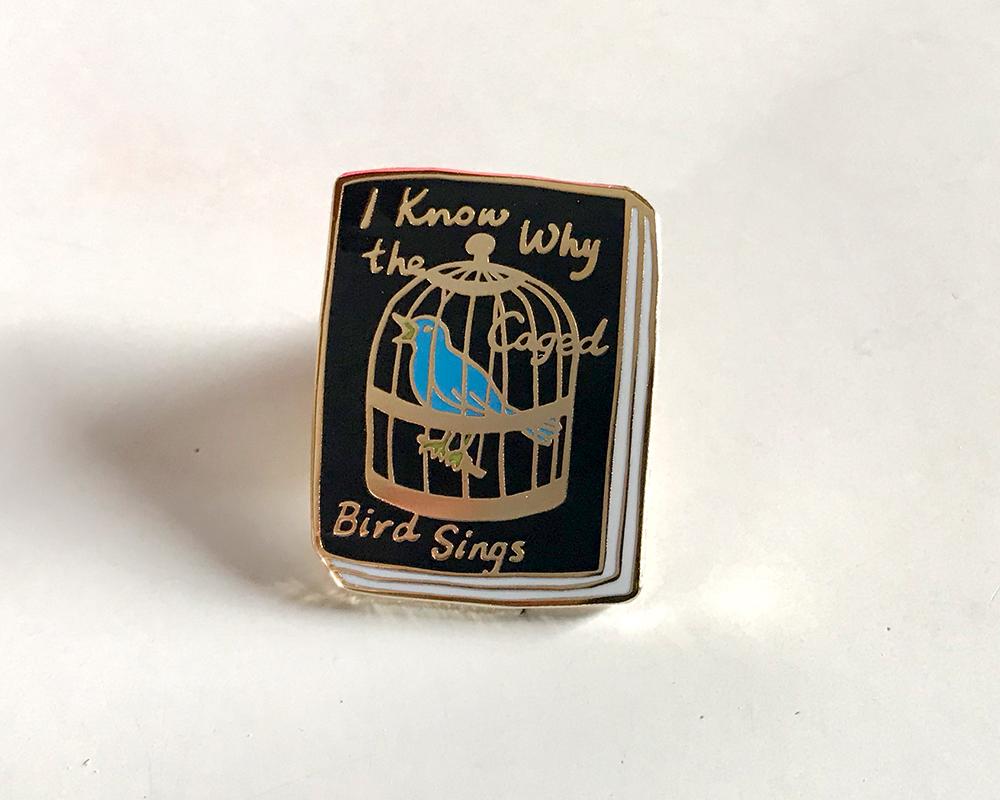 I Know Why
the
Caged
Bird Sings